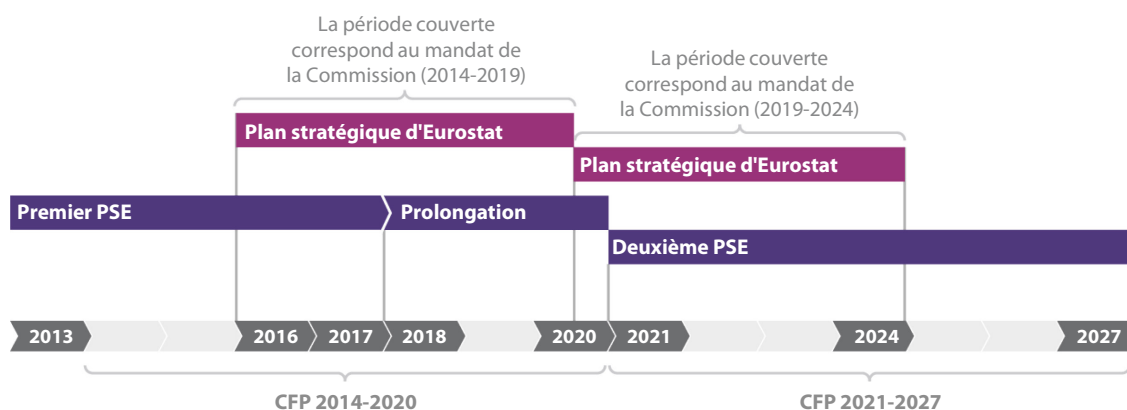 La période couverte
correspond au mandat de
la Commission (2014-2019)
La période couverte
correspond au mandat de
la Commission (2019-2024)
Plan stratégique d'Eurostat
Plan stratégique d'Eurostat
Premier PSE
Prolongation
Deuxième PSE
2013 2016 2017 2018 2020 2021 2024 2027
CFP 2014-2020 CFP 2021-2027